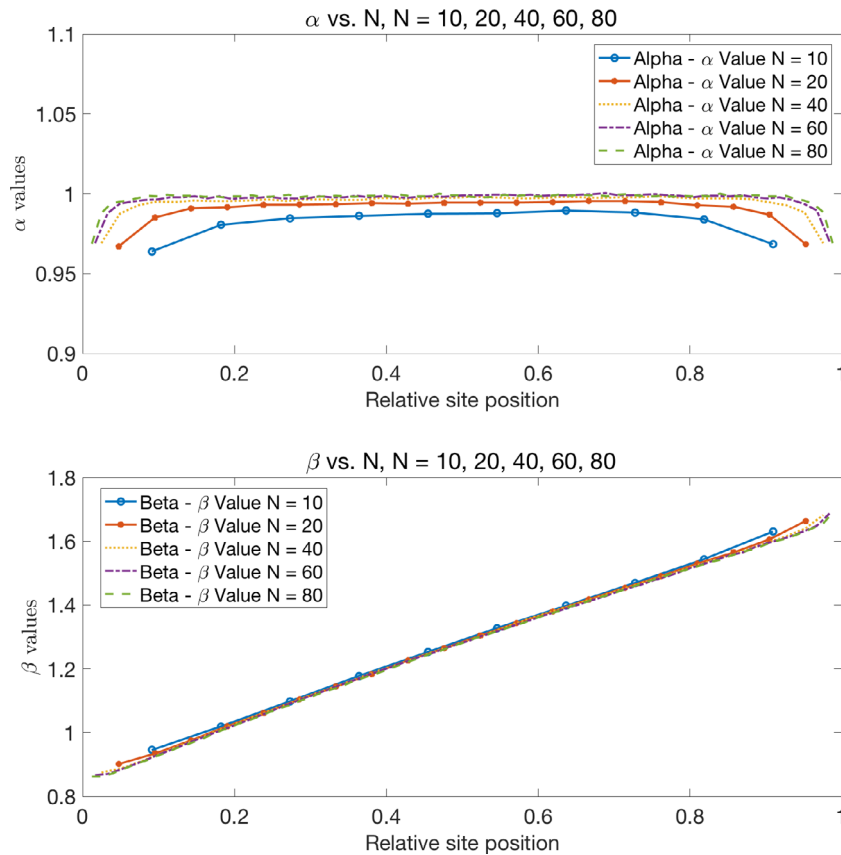 α vs. N, N = 10, 20, 40, 60, 80
1.1
1.05
1
0.95
0.9
α values
Alpha - α Value N = 10
Alpha - α Value N = 20
Alpha - α Value N = 40
Alpha - α Value N = 60
Alpha - α Value N = 80
0 0.2 0.4 0.6 0.8 1
Relative site position
β vs. N, N = 10, 20, 40, 60, 80
1.8
1.6
1.4
1.2
1
0.8
β values
Beta - β Value N = 10
Beta - β Value N = 20
Beta - β Value N = 40
Beta - β Value N = 60
Beta - β Value N = 80
0 0.2 0.4 0.6 0.8 1
Relative site position